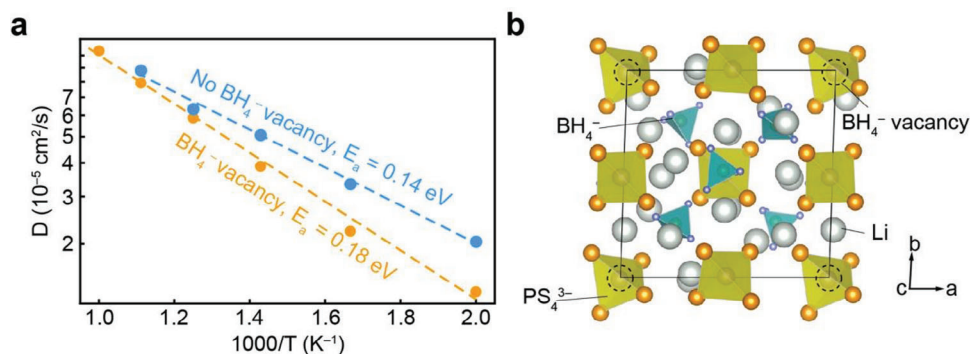 a
D (10⁻⁵ cm²/s)
7
6
5
4
3
2
No BH₄⁻ vacancy, Eₐ = 0.14 eV
BH₄⁻ vacancy, Eₐ = 0.18 eV
1.0 1.2 1.4 1.6 1.8 2.0
1000/T (K⁻¹)
b
BH₄⁻
BH₄⁻ vacancy
Li
PS₄³⁻
b
c
a